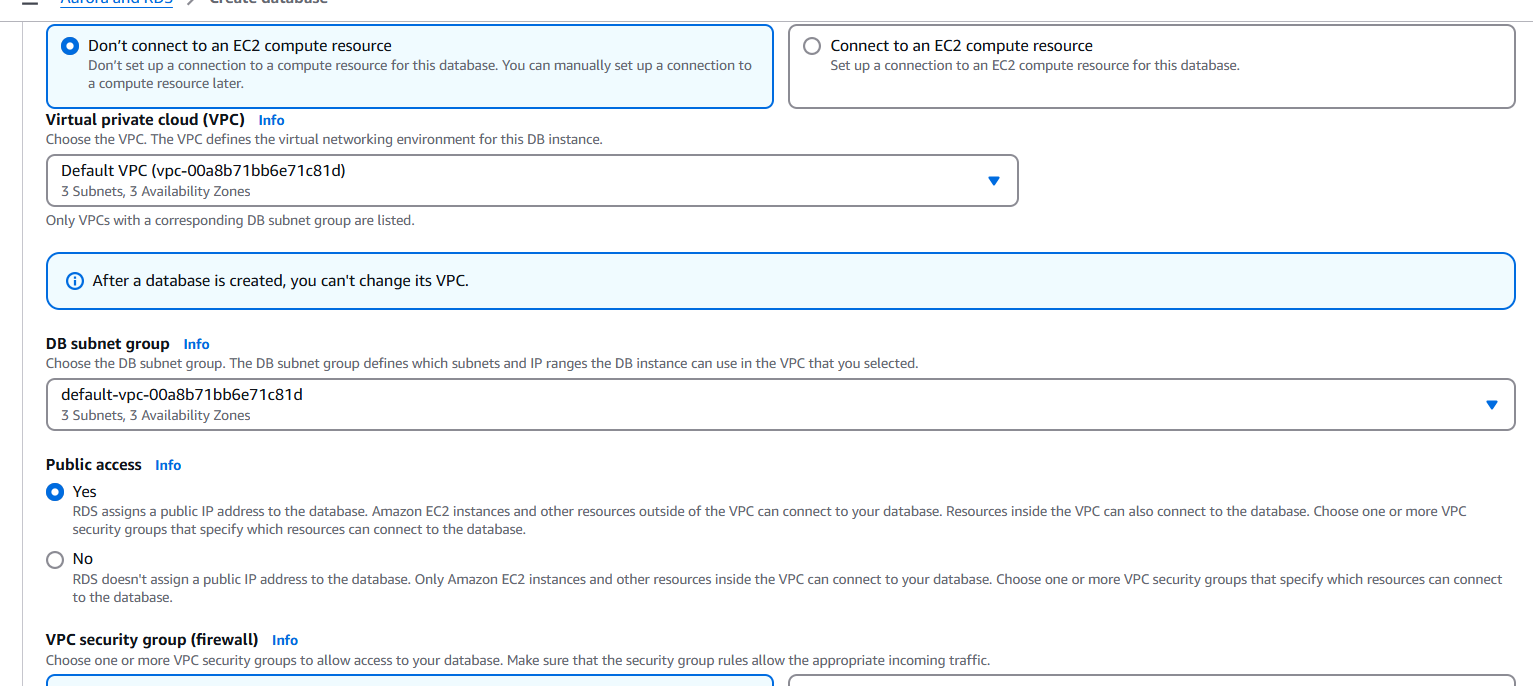 Aurora and RDS > Create database
Don't connect to an EC2 compute resource
Don't set up a connection to a compute resource for this database. You can manually set up a connection to
a compute resource later.
Connect to an EC2 compute resource
Set up a connection to an EC2 compute resource for this database.
Virtual private cloud (VPC) Info
Choose the VPC. The VPC defines the virtual networking environment for this DB instance.
Default VPC (vpc-00a8b71bb6e71c81d)
3 Subnets, 3 Availability Zones
Only VPCs with a corresponding DB subnet group are listed.
After a database is created, you can't change its VPC.
DB subnet group Info
Choose the DB subnet group. The DB subnet group defines which subnets and IP ranges the DB instance can use in the VPC that you selected.
default-vpc-00a8b71bb6e71c81d
3 Subnets, 3 Availability Zones
Public access Info
Yes
RDS assigns a public IP address to the database. Amazon EC2 instances and other resources outside of the VPC can connect to your database. Resources inside the VPC can also connect to the database. Choose one or more VPC
security groups that specify which resources can connect to the database.
No
RDS doesn't assign a public IP address to the database. Only Amazon EC2 instances and other resources inside the VPC can connect to your database. Choose one or more VPC security groups that specify which resources can connect
to the database.
VPC security group (firewall) Info
Choose one or more VPC security groups to allow access to your database. Make sure that the security group rules allow the appropriate incoming traffic.